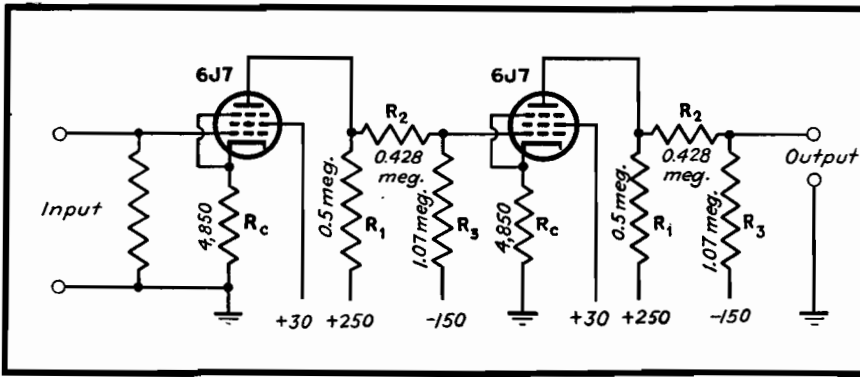 6J7
6J7
R2
0.428
meg.
R2
0.428
meg.
Input
Output
4,850
Rc
0.5 meg.
R1
1.07 meg.
R3
4,850
Rc
0.5 meg.
R1
1.07 meg.
R3
+30
+250
-150
+30
+250
-150